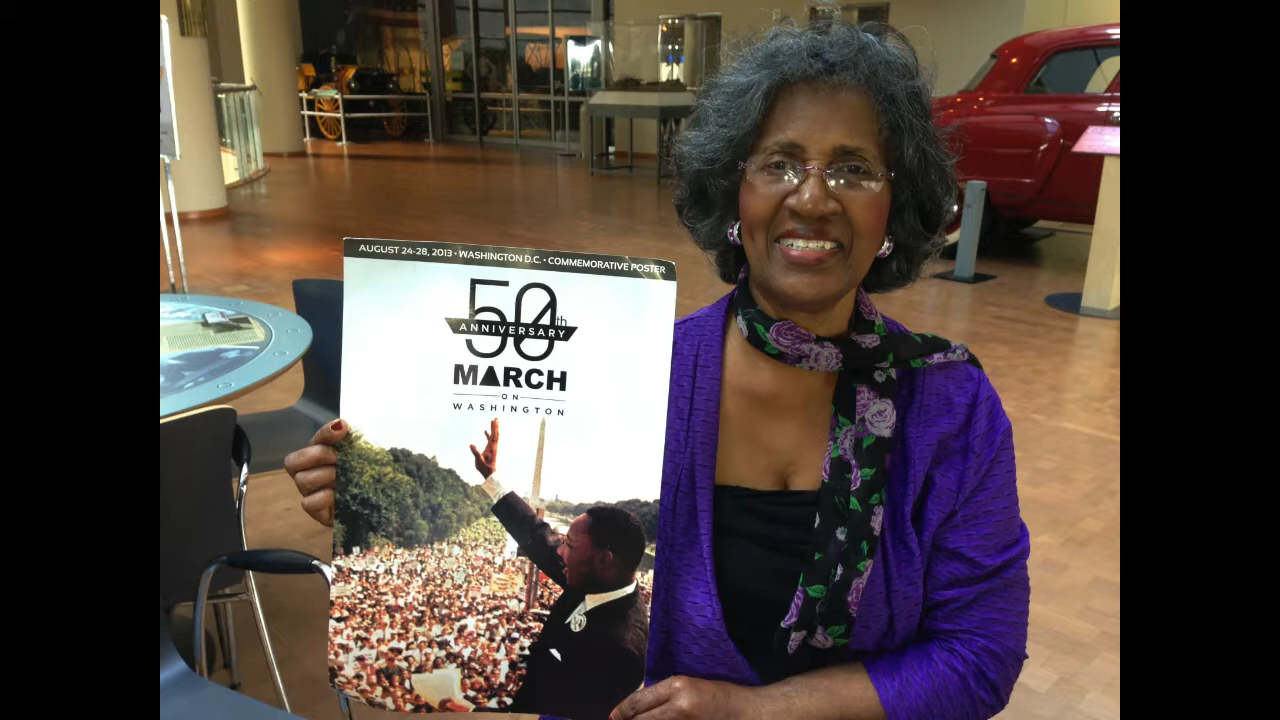 AUGUST 24-28, 2013 • WASHINGTON D.C. • COMMEMORATIVE POSTER
50th
ANNIVERSARY
MARCH
ON
WASHINGTON